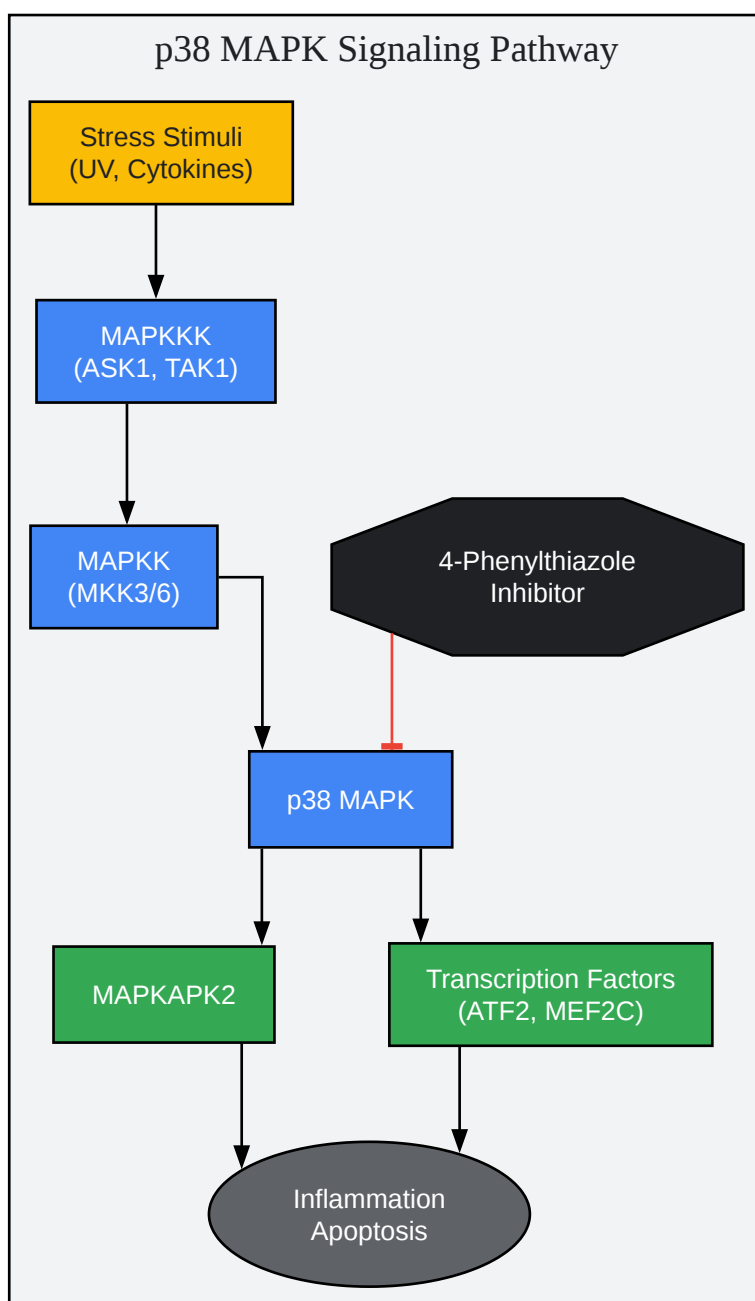 p38 MAPK Signaling Pathway
Stress Stimuli
(UV, Cytokines)
MAPKKK
(ASK1, TAK1)
MAPKK
(MKK3/6)
4-Phenylthiazole
Inhibitor
p38 MAPK
MAPKAPK2
Transcription Factors
(ATF2, MEF2C)
Inflammation
Apoptosis